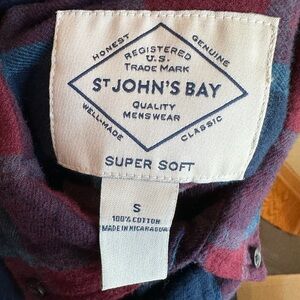 HONEST
GENUINE
REGISTERED
U.S.
TRADE MARK
ST JOHN'S BAY
QUALITY
MENSWEAR
WELL-MADE
CLASSIC
SUPER SOFT
S
100% COTTON
MADE IN NICARAGUA